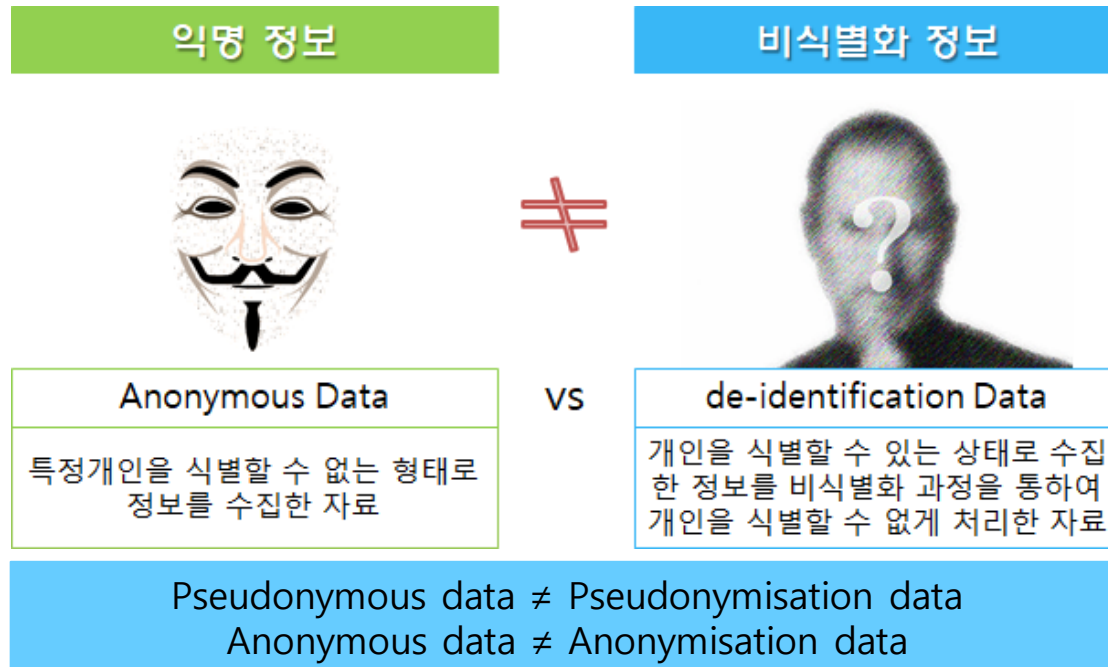 익명 정보
비식별화 정보
≠
?
Anonymous Data
vs
de-identification Data
특정개인을 식별할 수 없는 형태로
정보를 수집한 자료
개인을 식별할 수 있는 상태로 수집
한 정보를 비식별화 과정을 통하여
개인을 식별할 수 없게 처리한 자료
Pseudonymous data ≠ Pseudonymisation data
Anonymous data ≠ Anonymisation data